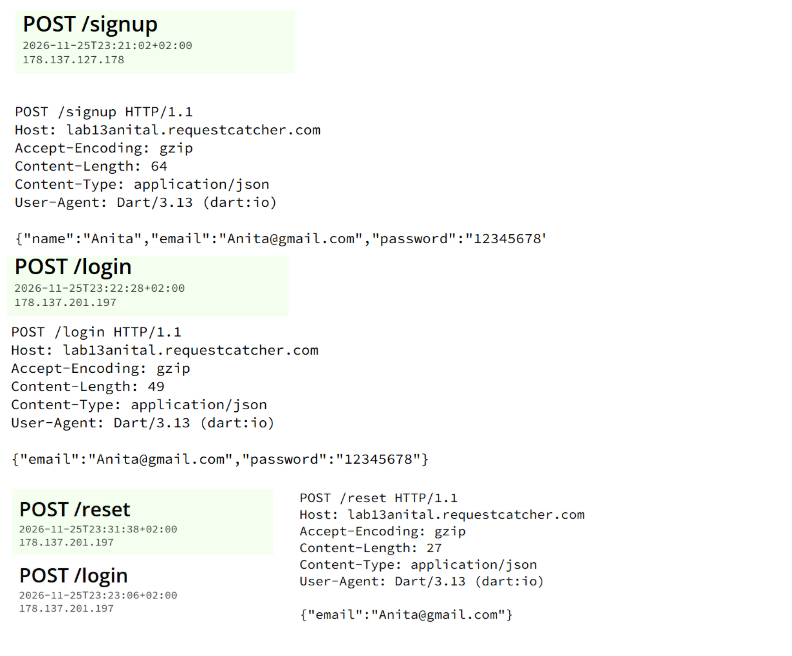 POST /signup
2026-11-25T23:21:02+02:00
178.137.127.178
POST /signup HTTP/1.1
Host: lab13anital.requestcatcher.com
Accept-Encoding: gzip
Content-Length: 64
Content-Type: application/json
User-Agent: Dart/3.13 (dart:io)
{"name":"Anita","email":"Anita@gmail.com","password":"12345678'
POST /login
2026-11-25T23:22:28+02:00
178.137.201.197
POST /login HTTP/1.1
Host: lab13anital.requestcatcher.com
Accept-Encoding: gzip
Content-Length: 49
Content-Type: application/json
User-Agent: Dart/3.13 (dart:io)
{"email":"Anita@gmail.com","password":"12345678"}
POST /reset
2026-11-25T23:31:38+02:00
178.137.201.197
POST /login
2026-11-25T23:23:06+02:00
178.137.201.197
POST /reset HTTP/1.1
Host: lab13anital.requestcatcher.com
Accept-Encoding: gzip
Content-Length: 27
Content-Type: application/json
User-Agent: Dart/3.13 (dart:io)
{"email":"Anita@gmail.com"}